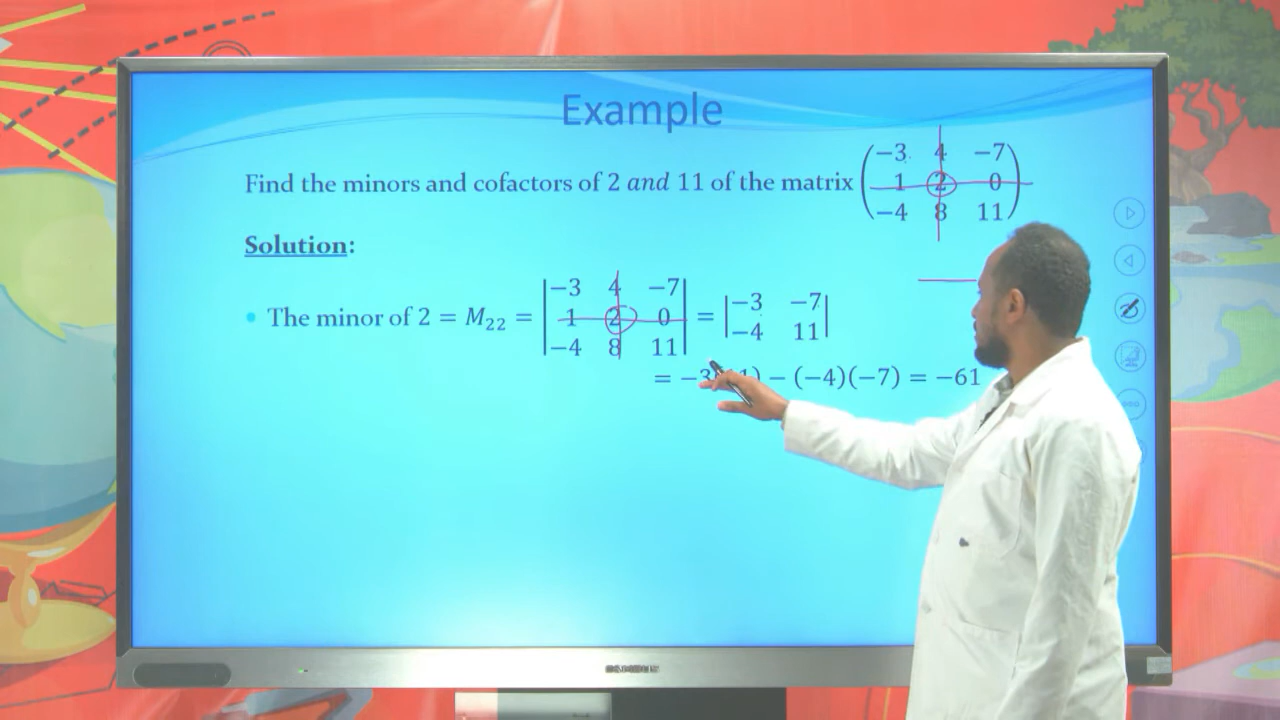 Example
Find the minors and cofactors of 2 and 11 of the matrix
−3 4 −7
1 2 0
−4 8 11
Solution:
• The minor of 2 = M₂₂ =
−3 4 −7
1 2 0
−4 8 11
=
−3 −7
−4 11
= −3 1) − (−4)(−7) = −61